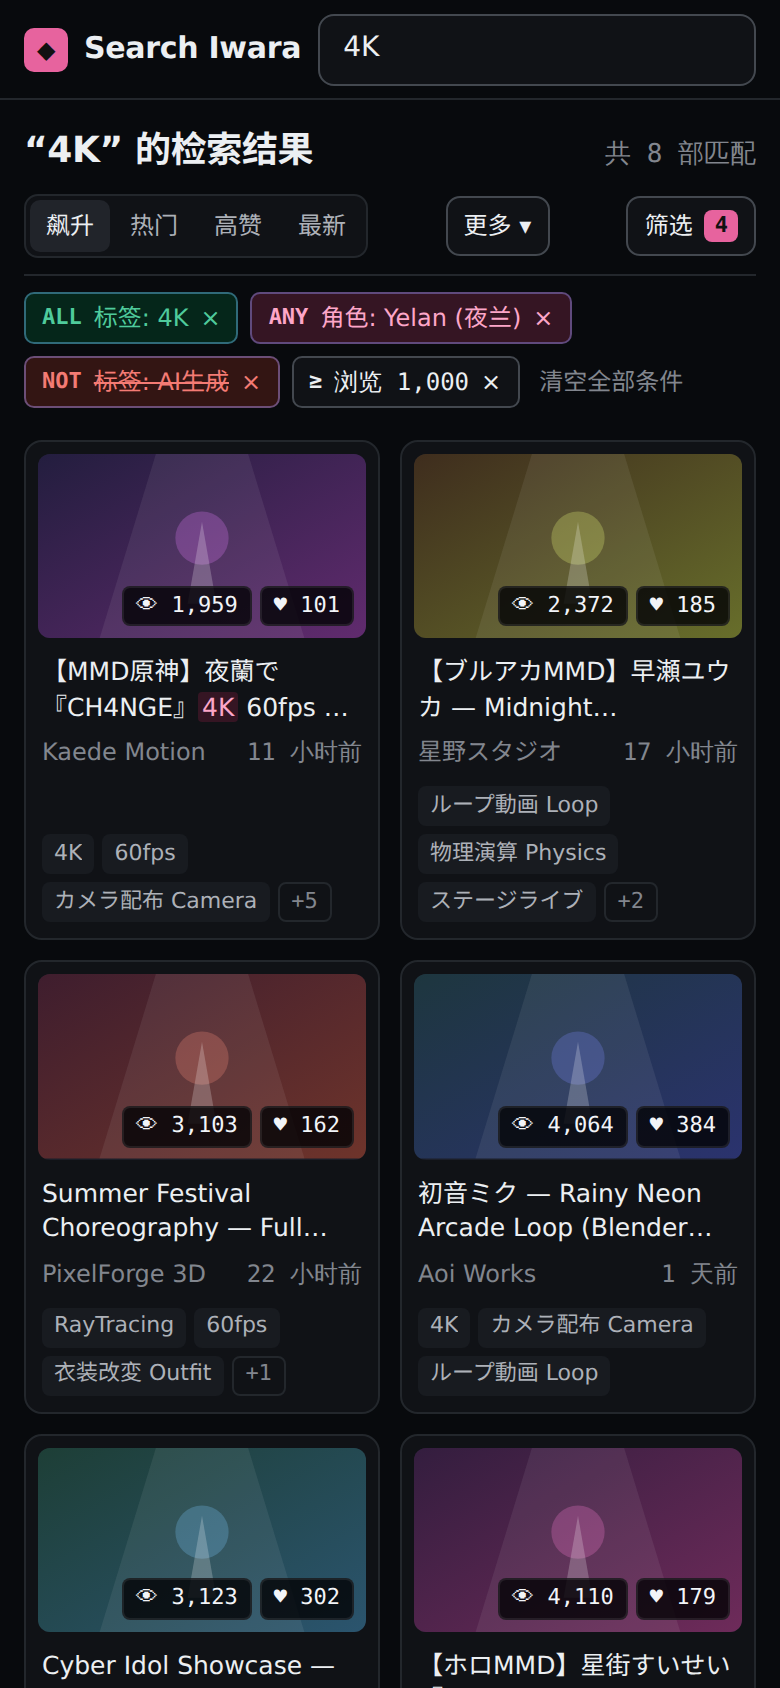 ◆ Search Iwara 4K
“4K” 的检索结果 共 8 部匹配
飙升 热门 高赞 最新 更多 ▾ 筛选 4
ALL 标签: 4K × ANY 角色: Yelan (夜兰) ×
NOT 标签: AI生成 × ≥ 浏览 1,000 × 清空全部条件
👁 1,959 ♥ 101
【MMD原神】夜蘭で
『CH4NGE』4K 60fps …
Kaede Motion 11 小时前
4K 60fps
カメラ配布 Camera +5
👁 2,372 ♥ 185
【ブルアカMMD】早瀬ユウ
カ — Midnight…
星野スタジオ 17 小时前
ループ動画 Loop
物理演算 Physics
ステージライブ +2
👁 3,103 ♥ 162
Summer Festival
Choreography — Full…
PixelForge 3D 22 小时前
RayTracing 60fps
衣装改変 Outfit +1
👁 4,064 ♥ 384
初音ミク — Rainy Neon
Arcade Loop (Blender…
Aoi Works 1 天前
4K カメラ配布 Camera
ループ動画 Loop
👁 3,123 ♥ 302
Cyber Idol Showcase —
👁 4,110 ♥ 179
【ホロMMD】星街すいせい